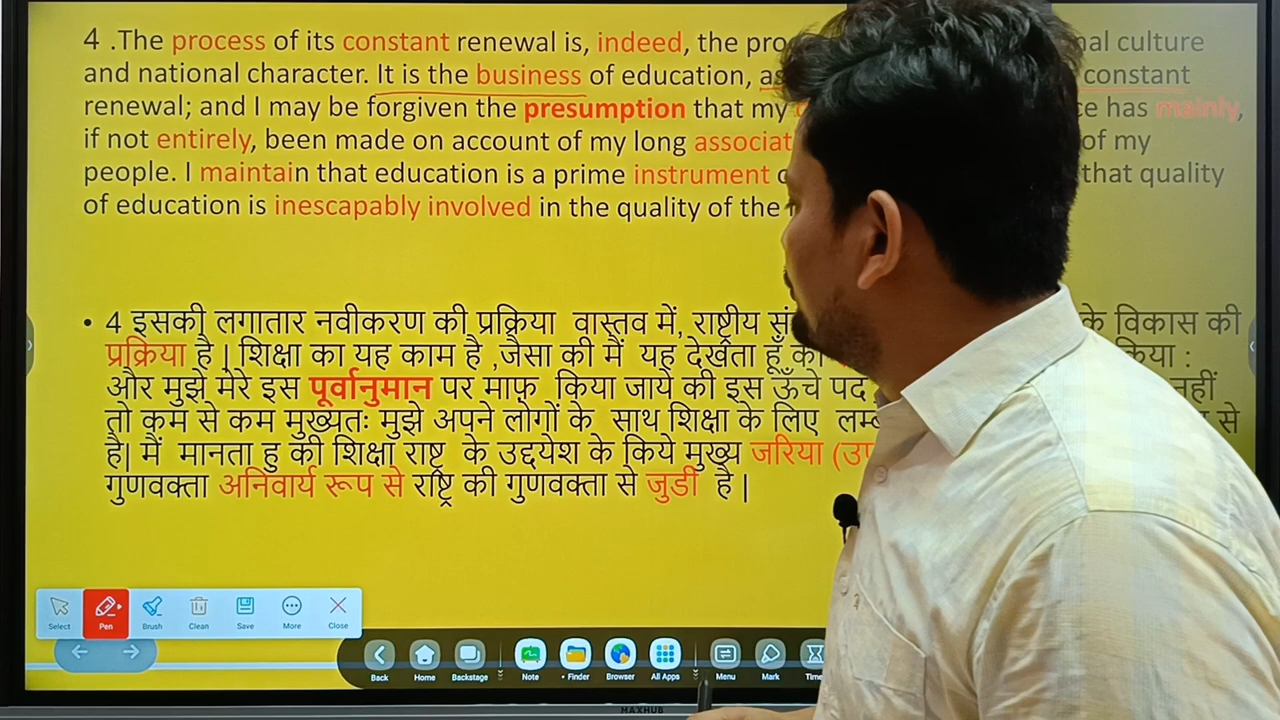 4 .The process of its constant renewal is, indeed, the nal culture
and national character. It is the business of education, constant
renewal; and I may be forgiven the presumption that my ce has mainly,
if not entirely, been made on account of my long of my
people. I maintain that education is a prime instrument that quality
of education is inescapably involved in the quality of the
• 4 इसकी लगातार नवीकरण की प्रक्रिया वास्तव में, राष्ट्रीय के विकास की
प्रक्रिया है | शिक्षा का यह काम है ,जैसा की मैं यह देखता हूँ किया :
और मुझे मेरे इस पूर्वानुमान पर माफ़ किया जाये की इस ऊँचे पद नहीं
तो कम से कम मुख्यतः मुझे अपने लोगों के साथ शिक्षा के लिए से
है| मैं मानता हु की शिक्षा राष्ट्र के उद्दयेश के किये मुख्य जरिया
गुणवक्ता अनिवार्य रूप से राष्ट्र की गुणवक्ता से जुडी है |
Select Pen Brush Clean Save More Close
Back Home Backstage Note • Finder Browser All Apps Menu Mark
MAXHUB